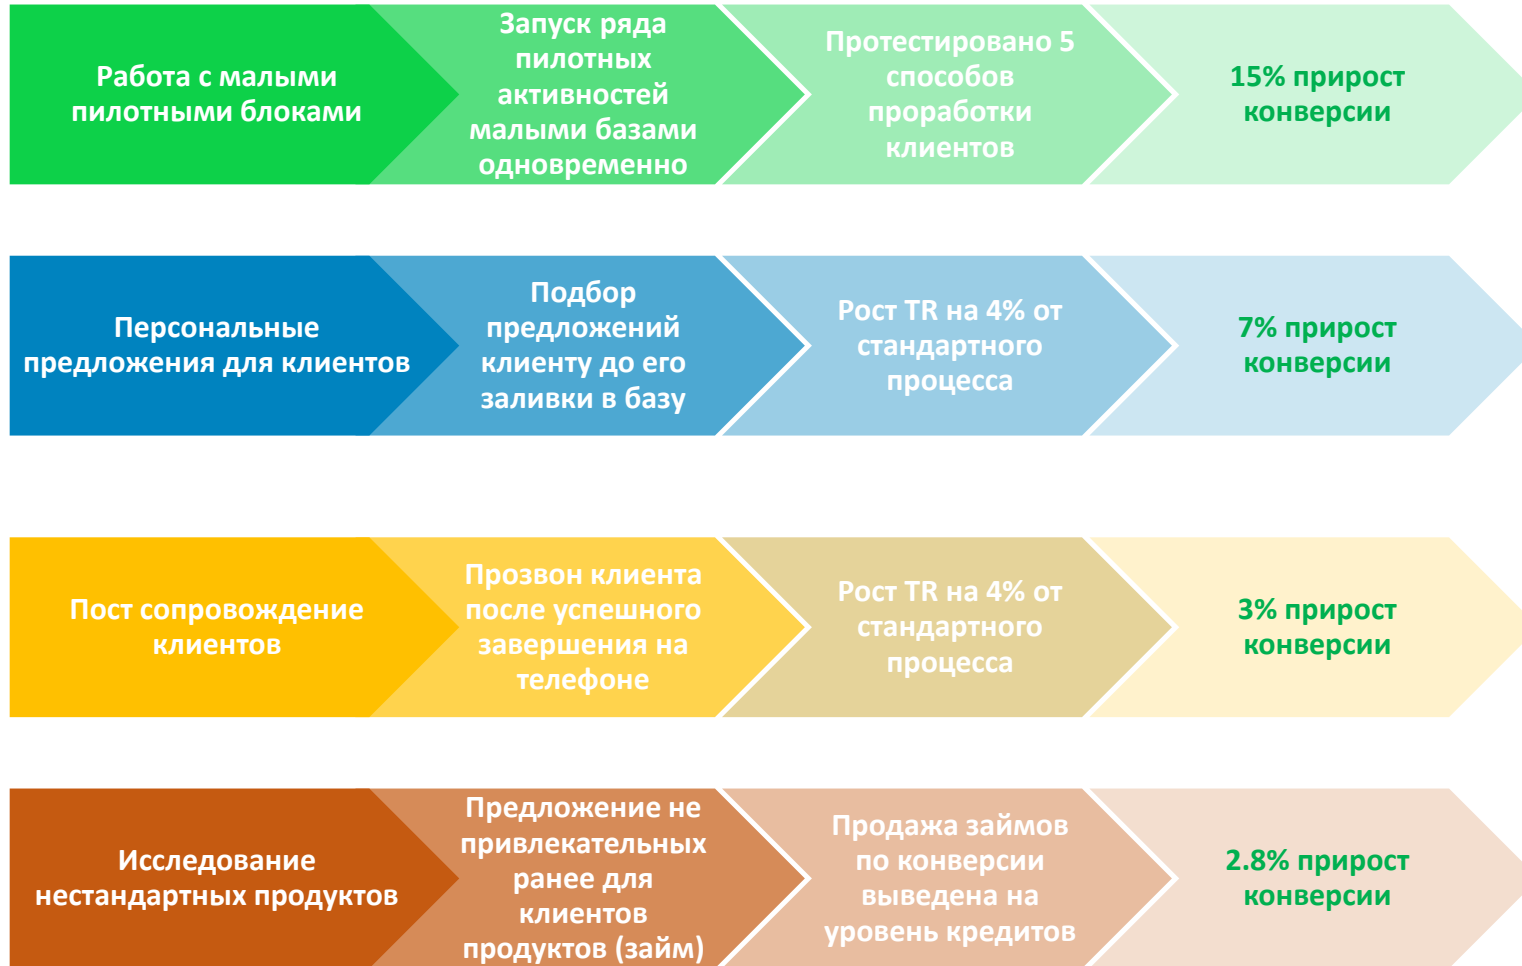 Работа с малыми
пилотными блоками
Запуск ряда
пилотных
активностей
малыми базами
одновременно
Протестировано 5
способов
проработки
клиентов
15% прирост
конверсии
Персональные
предложения для клиентов
Подбор
предложений
клиенту до его
заливки в базу
Рост TR на 4% от
стандартного
процесса
7% прирост
конверсии
Пост сопровождение
клиентов
Прозвон клиента
после успешного
завершения на
телефоне
Рост TR на 4% от
стандартного
процесса
3% прирост
конверсии
Исследование
нестандартных продуктов
Предложение не
привлекательных
ранее для
клиентов
продуктов (займ)
Продажа займов
по конверсии
выведена на
уровень кредитов
2.8% прирост
конверсии